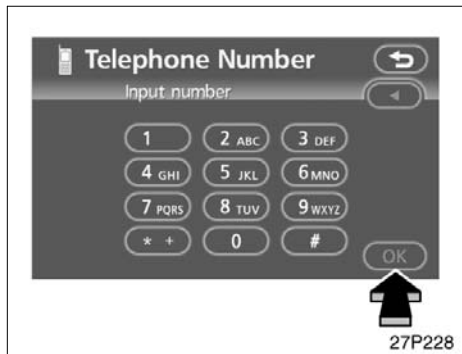 Telephone Number
Input number
1 2 ABC 3 DEF
4 GHI 5 JKL 6 MNO
7 PQRS 8 TUV 9 WXYZ
* + 0 #
OK
27P228